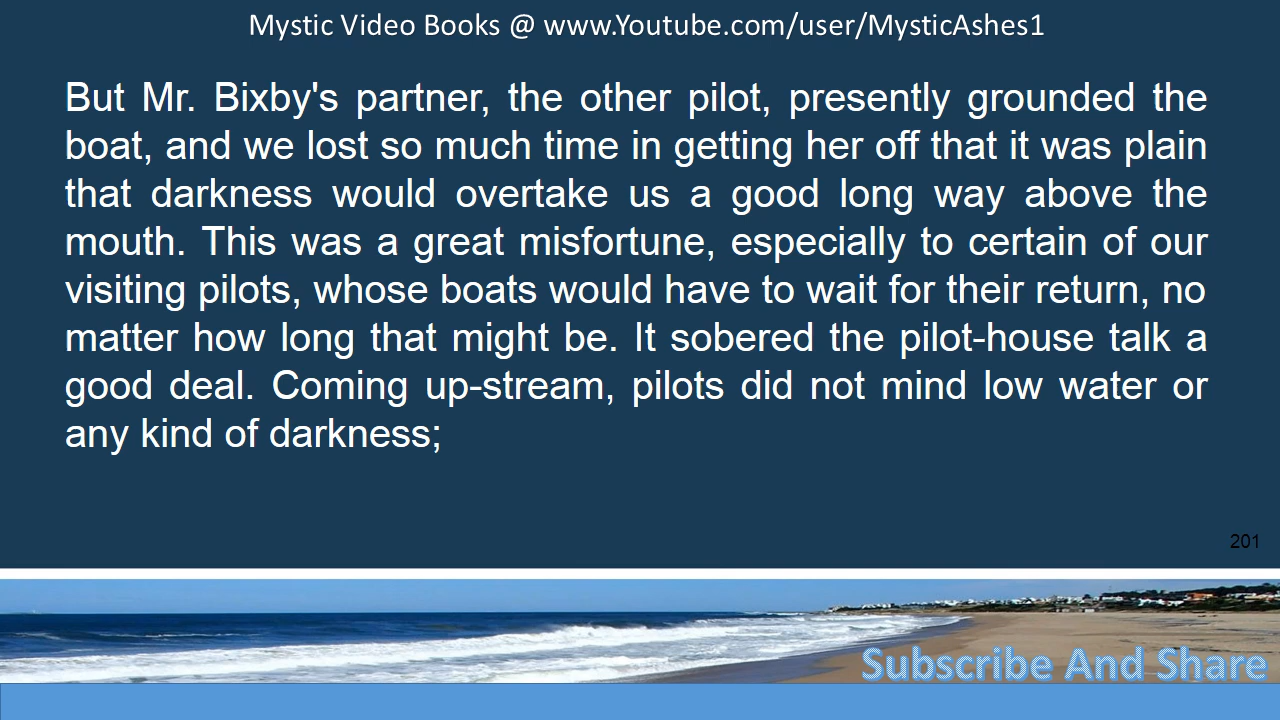 Mystic Video Books @ www.Youtube.com/user/MysticAshes1
But Mr. Bixby's partner, the other pilot, presently grounded the
boat, and we lost so much time in getting her off that it was plain
that darkness would overtake us a good long way above the
mouth. This was a great misfortune, especially to certain of our
visiting pilots, whose boats would have to wait for their return, no
matter how long that might be. It sobered the pilot-house talk a
good deal. Coming up-stream, pilots did not mind low water or
any kind of darkness;
201
Subscribe And Share